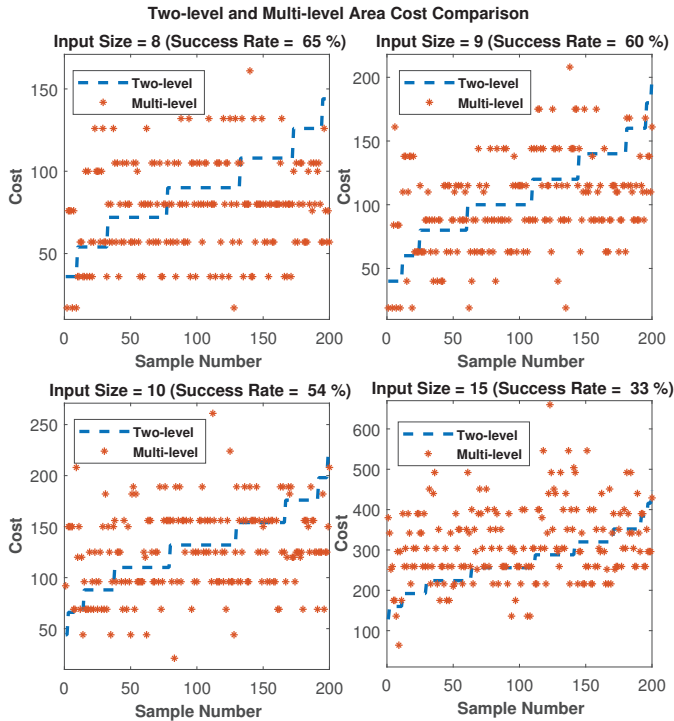 Two-level and Multi-level Area Cost Comparison
Input Size = 8 (Success Rate =  65 %)
Two-level
Multi-level
150
100
50
Cost
0
50
100
150
200
Sample Number
Input Size = 9 (Success Rate =  60 %)
Two-level
Multi-level
200
150
100
50
Cost
0
50
100
150
200
Sample Number
Input Size = 10 (Success Rate =  54 %)
Two-level
Multi-level
250
200
150
100
50
Cost
0
50
100
150
200
Sample Number
Input Size = 15 (Success Rate =  33 %)
Two-level
Multi-level
600
500
400
300
200
100
Cost
0
50
100
150
200
Sample Number